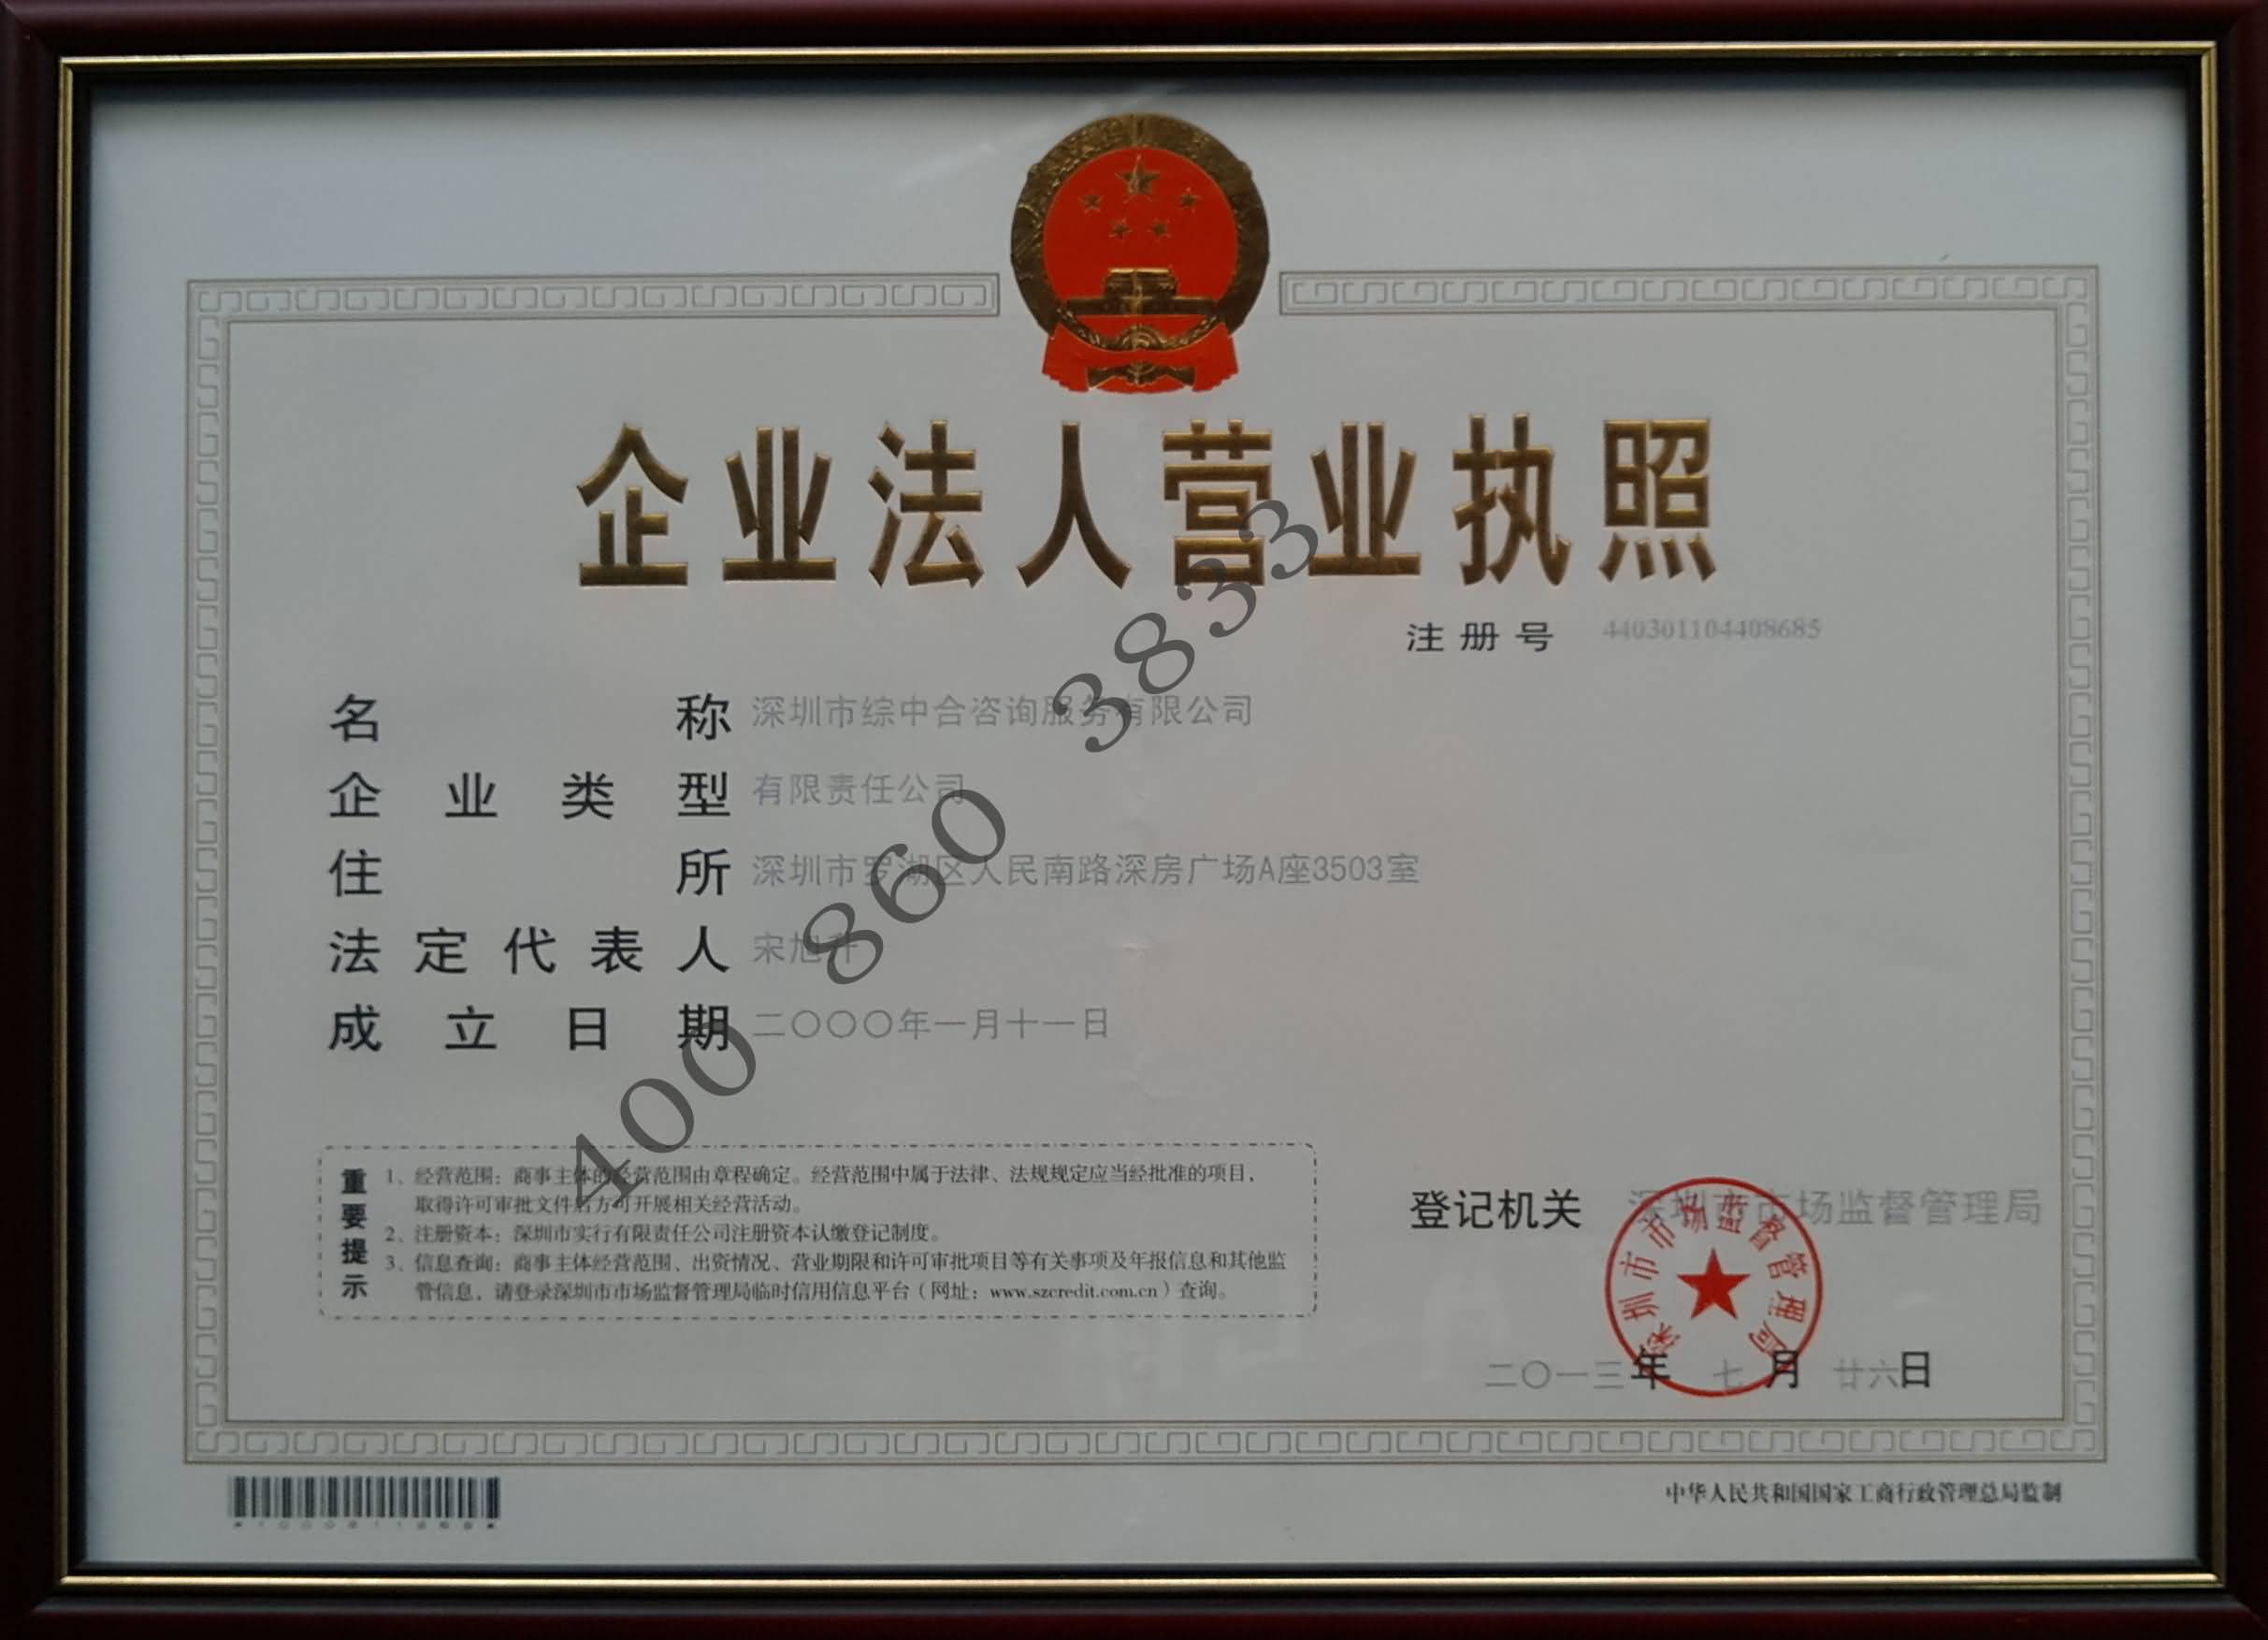 企业法人营业执照
注册号 440301104408685
名称 深圳市综中合咨询服务有限公司
企业类型 有限责任公司
住所 深圳市罗湖区人民南路深房广场A座3503室
法定代表人 宋旭升
成立日期 二〇〇〇年一月十一日
400 860 3833
重要提示
1、经营范围：商事主体的经营范围由章程确定。经营范围中属于法律、法规规定应当经批准的项目，
取得许可审批文件后方可开展相关经营活动。
2、注册资本：深圳市实行有限责任公司注册资本认缴登记制度。
3、信息查询：商事主体经营范围、出资情况、营业期限和许可审批项目等有关事项及年报信息和其他监
管信息，请登录深圳市市场监督管理局临时信用信息平台（网址：www.szcredit.com.cn）查询。
登记机关 深圳市市场监督管理局
深圳市市场监督管理局
二〇一三年 七月 廿六日
中华人民共和国国家工商行政管理总局监制